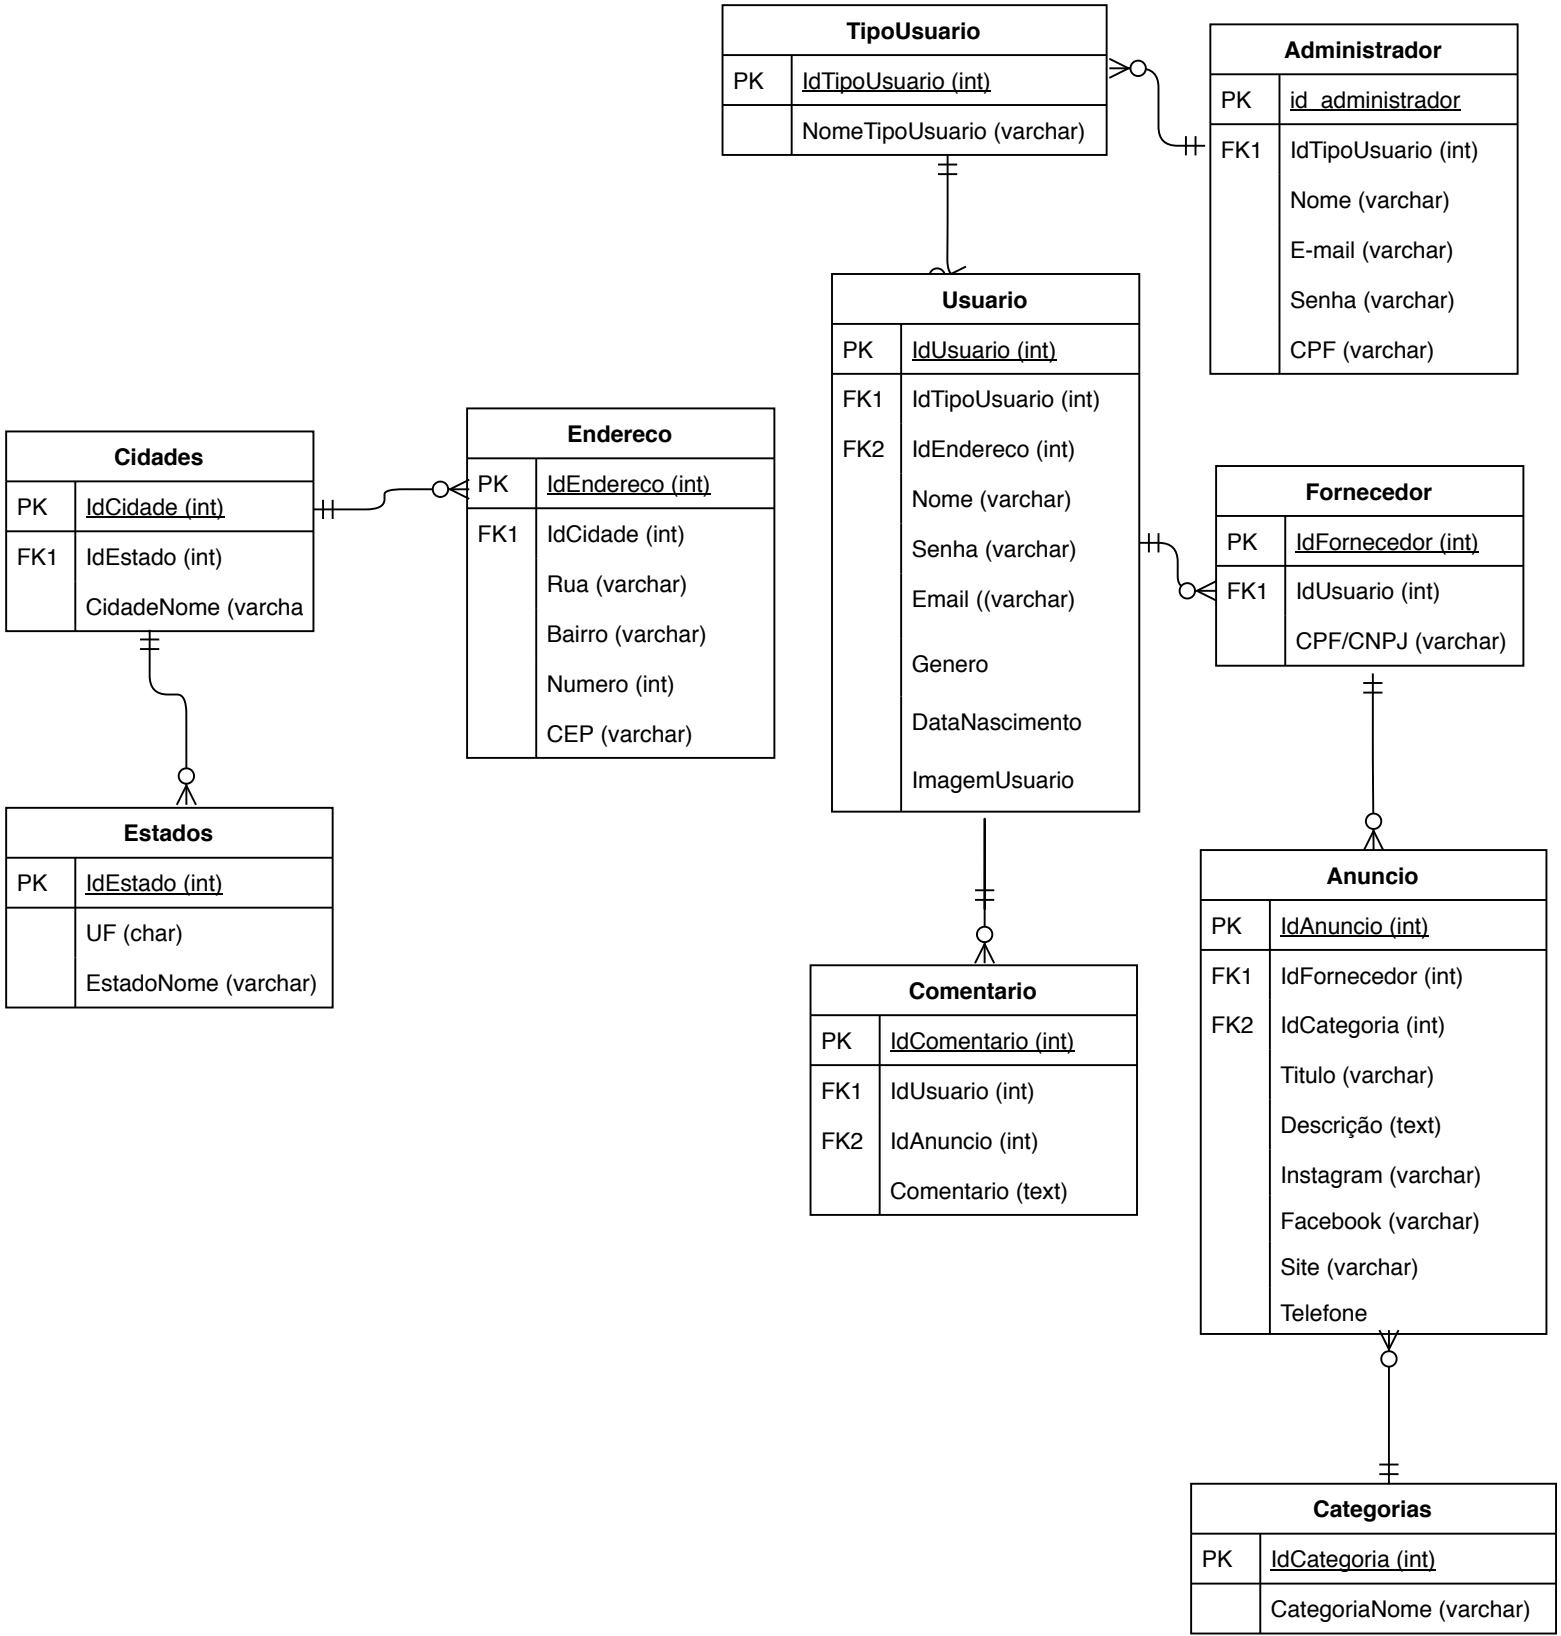 TipoUsuario
PK IdTipoUsuario (int)
NomeTipoUsuario (varchar)
Administrador
PK id_administrador
FK1 IdTipoUsuario (int)
Nome (varchar)
E-mail (varchar)
Senha (varchar)
CPF (varchar)
Usuario
PK IdUsuario (int)
FK1 IdTipoUsuario (int)
FK2 IdEndereco (int)
Nome (varchar)
Senha (varchar)
Email ((varchar)
Genero
DataNascimento
ImagemUsuario
Cidades
PK IdCidade (int)
FK1 IdEstado (int)
CidadeNome (varcha
Endereco
PK IdEndereco (int)
FK1 IdCidade (int)
Rua (varchar)
Bairro (varchar)
Numero (int)
CEP (varchar)
Fornecedor
PK IdFornecedor (int)
FK1 IdUsuario (int)
CPF/CNPJ (varchar)
Estados
PK IdEstado (int)
UF (char)
EstadoNome (varchar)
Comentario
PK IdComentario (int)
FK1 IdUsuario (int)
FK2 IdAnuncio (int)
Comentario (text)
Anuncio
PK IdAnuncio (int)
FK1 IdFornecedor (int)
FK2 IdCategoria (int)
Titulo (varchar)
Descrição (text)
Instagram (varchar)
Facebook (varchar)
Site (varchar)
Telefone
Categorias
PK IdCategoria (int)
CategoriaNome (varchar)